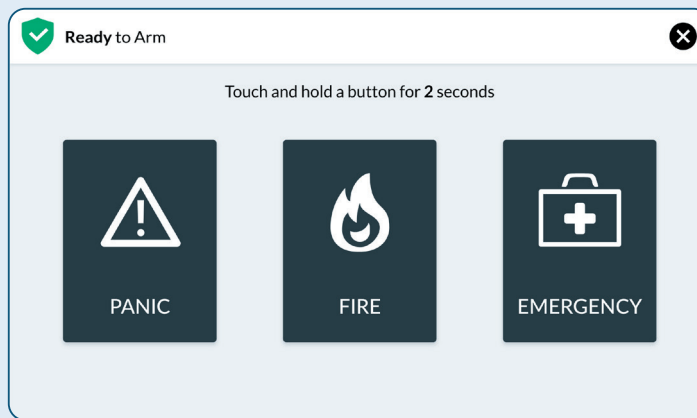 Ready to Arm
Touch and hold a button for 2 seconds
PANIC
FIRE
EMERGENCY